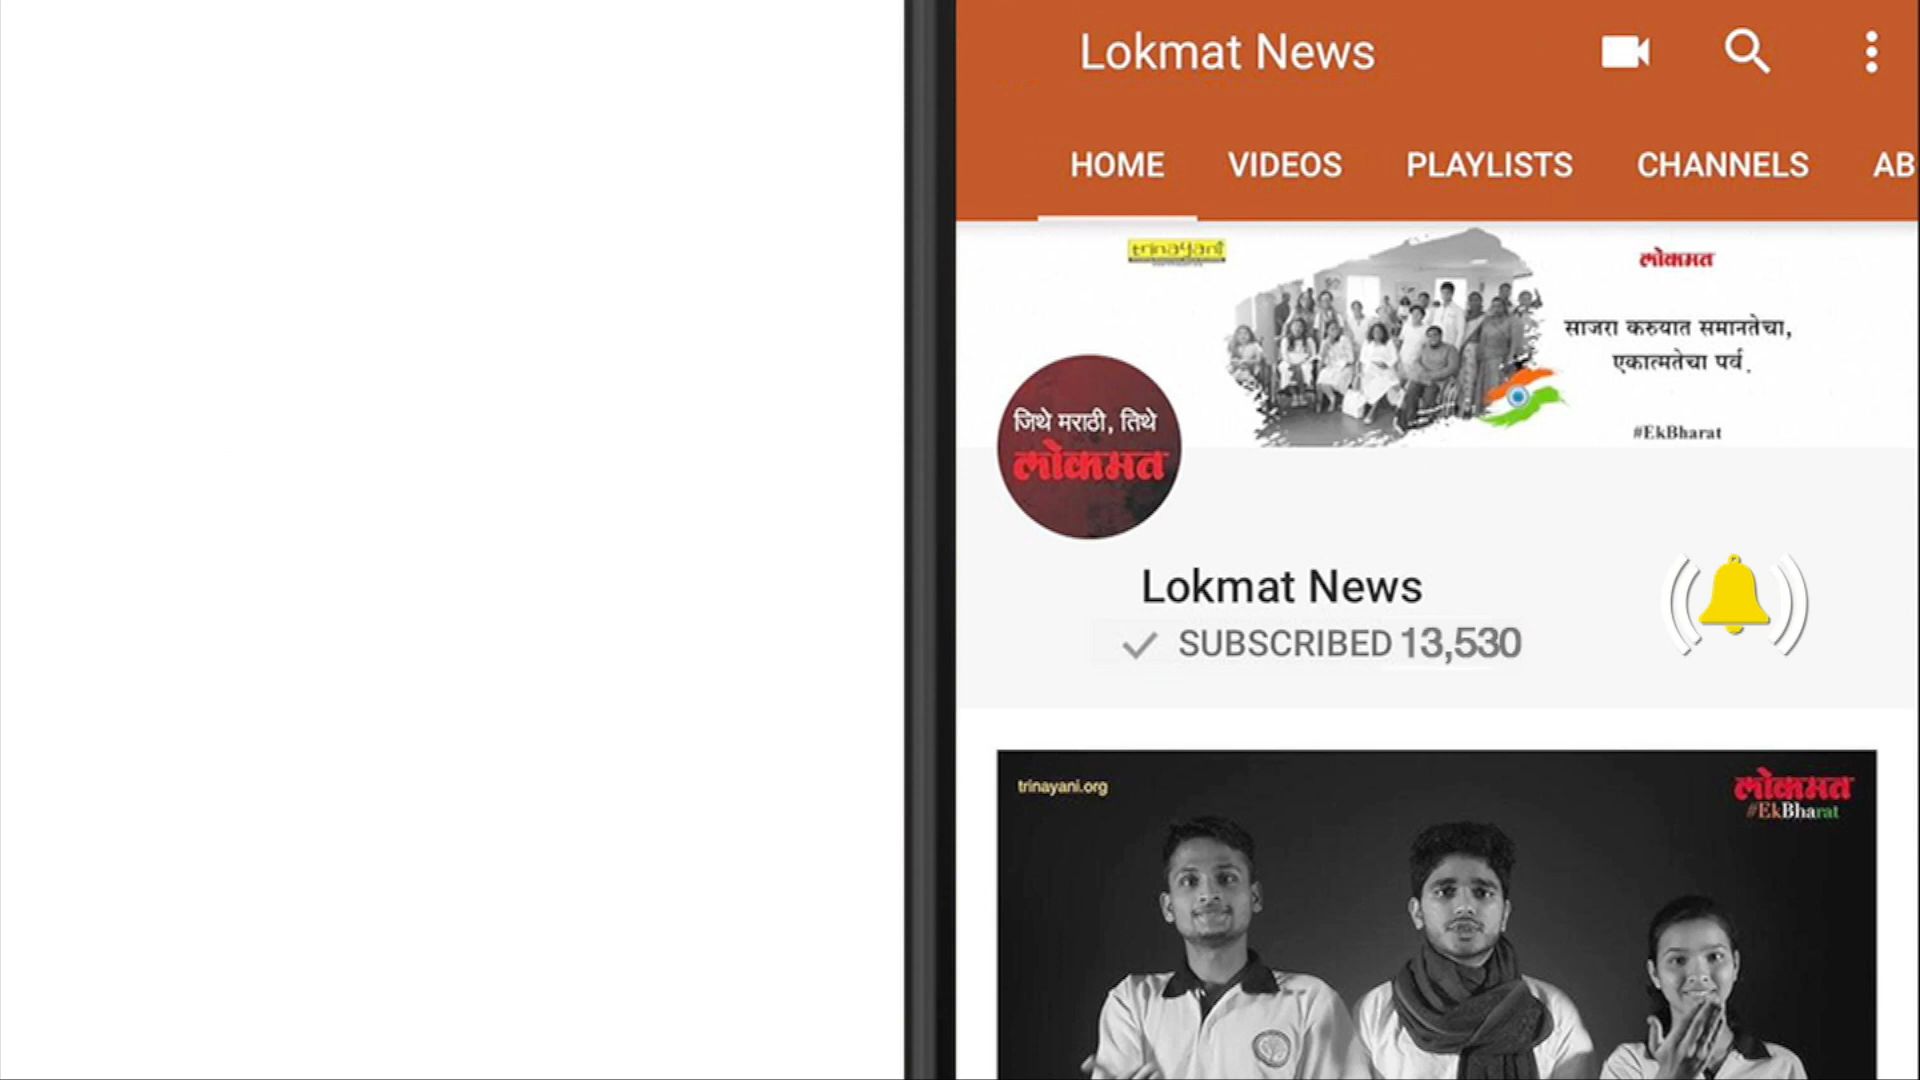 Lokmat News
HOME VIDEOS PLAYLISTS CHANNELS AB
trinayani
लोकमत
साजरा करुयात समानतेचा,
एकात्मतेचा पर्व.
#EkBharat
जिथे मराठी, तिथे
लोकमत
Lokmat News
SUBSCRIBED 13,530
trinayani.org
लोकमत
#EkBharat